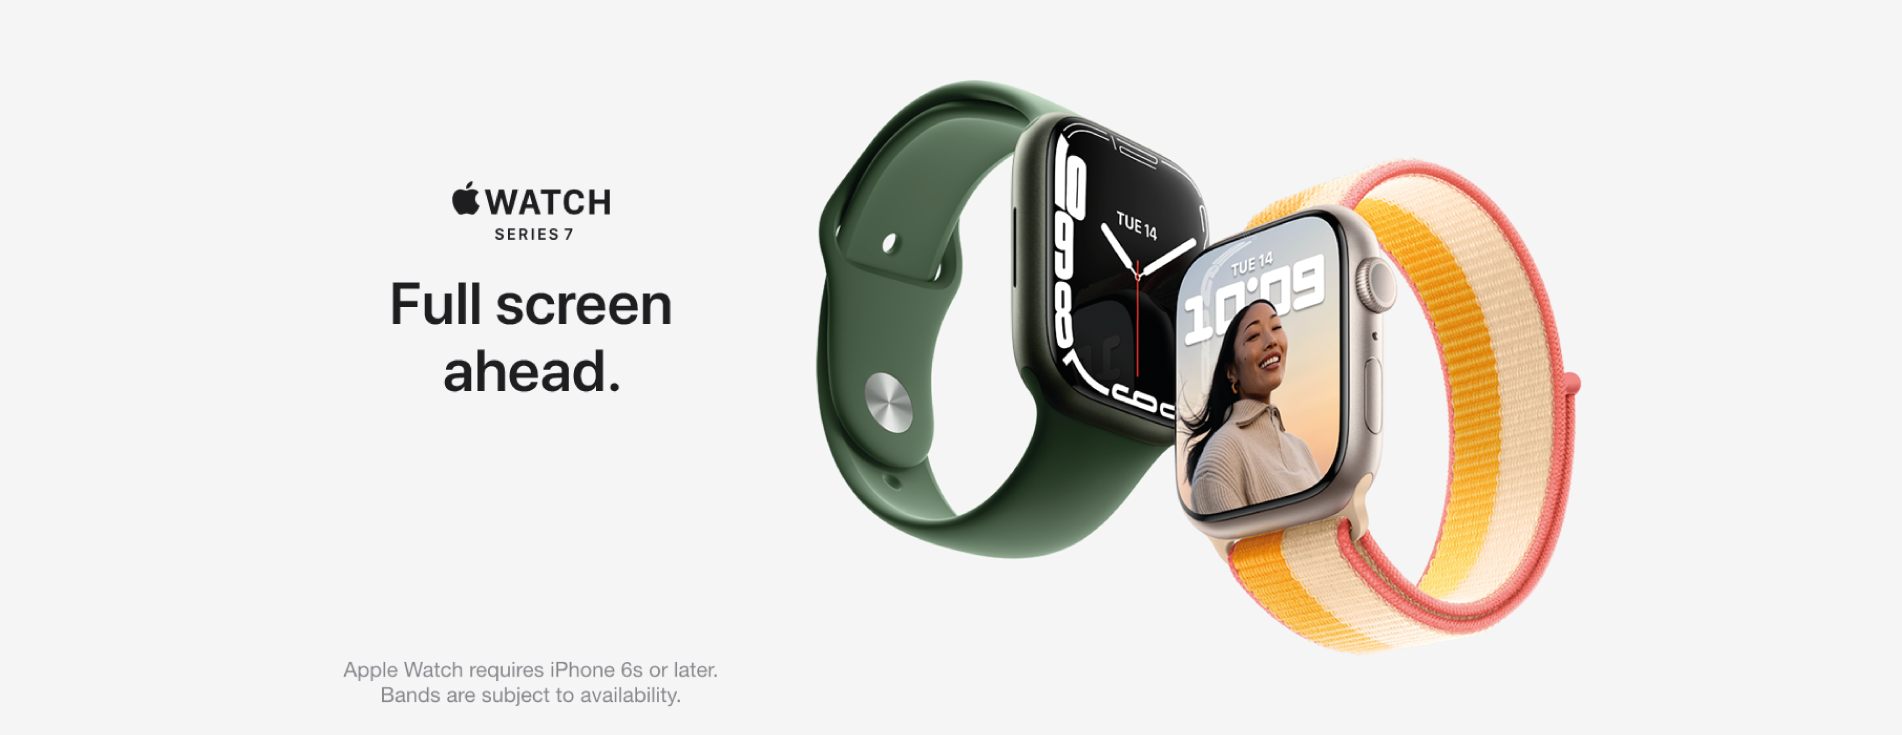 WATCH
SERIES 7
Full screen
ahead.
TUE 14
TUE 14
10:09
Apple Watch requires iPhone 6s or later.
Bands are subject to availability.